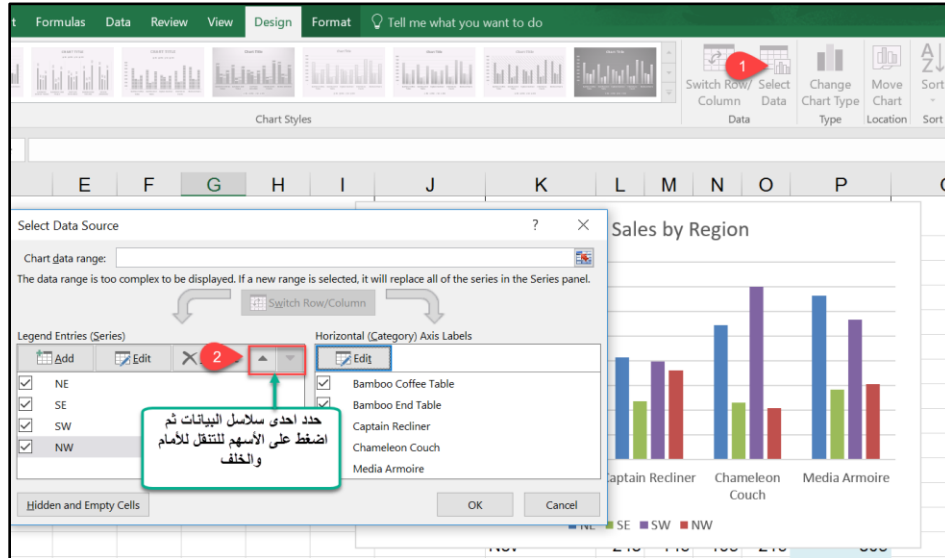 Formulas Data Review View Design Format Tell me what you want to do
Switch Row/ Column
Select Data
Change Chart Type
Move Chart
Sort
Chart Styles
Data Type Location Sort
1
E F G H I J K L M N O P
Select Data Source ? ×
Chart data range:
The data range is too complex to be displayed. If a new range is selected, it will replace all of the series in the Series panel.
Switch Row/Column
Legend Entries (Series)
Add Edit
2
NE
SE
SW
NW
Horizontal (Category) Axis Labels
Edit
Bamboo Coffee Table
Bamboo End Table
Captain Recliner
Chameleon Couch
Media Armoire
حدد احدى سلاسل البيانات ثم
اضغط على الأسهم للتنقل للأمام
والخلف
Hidden and Empty Cells OK Cancel
Sales by Region
Captain Recliner
Chameleon Couch
Media Armoire
NE SE SW NW